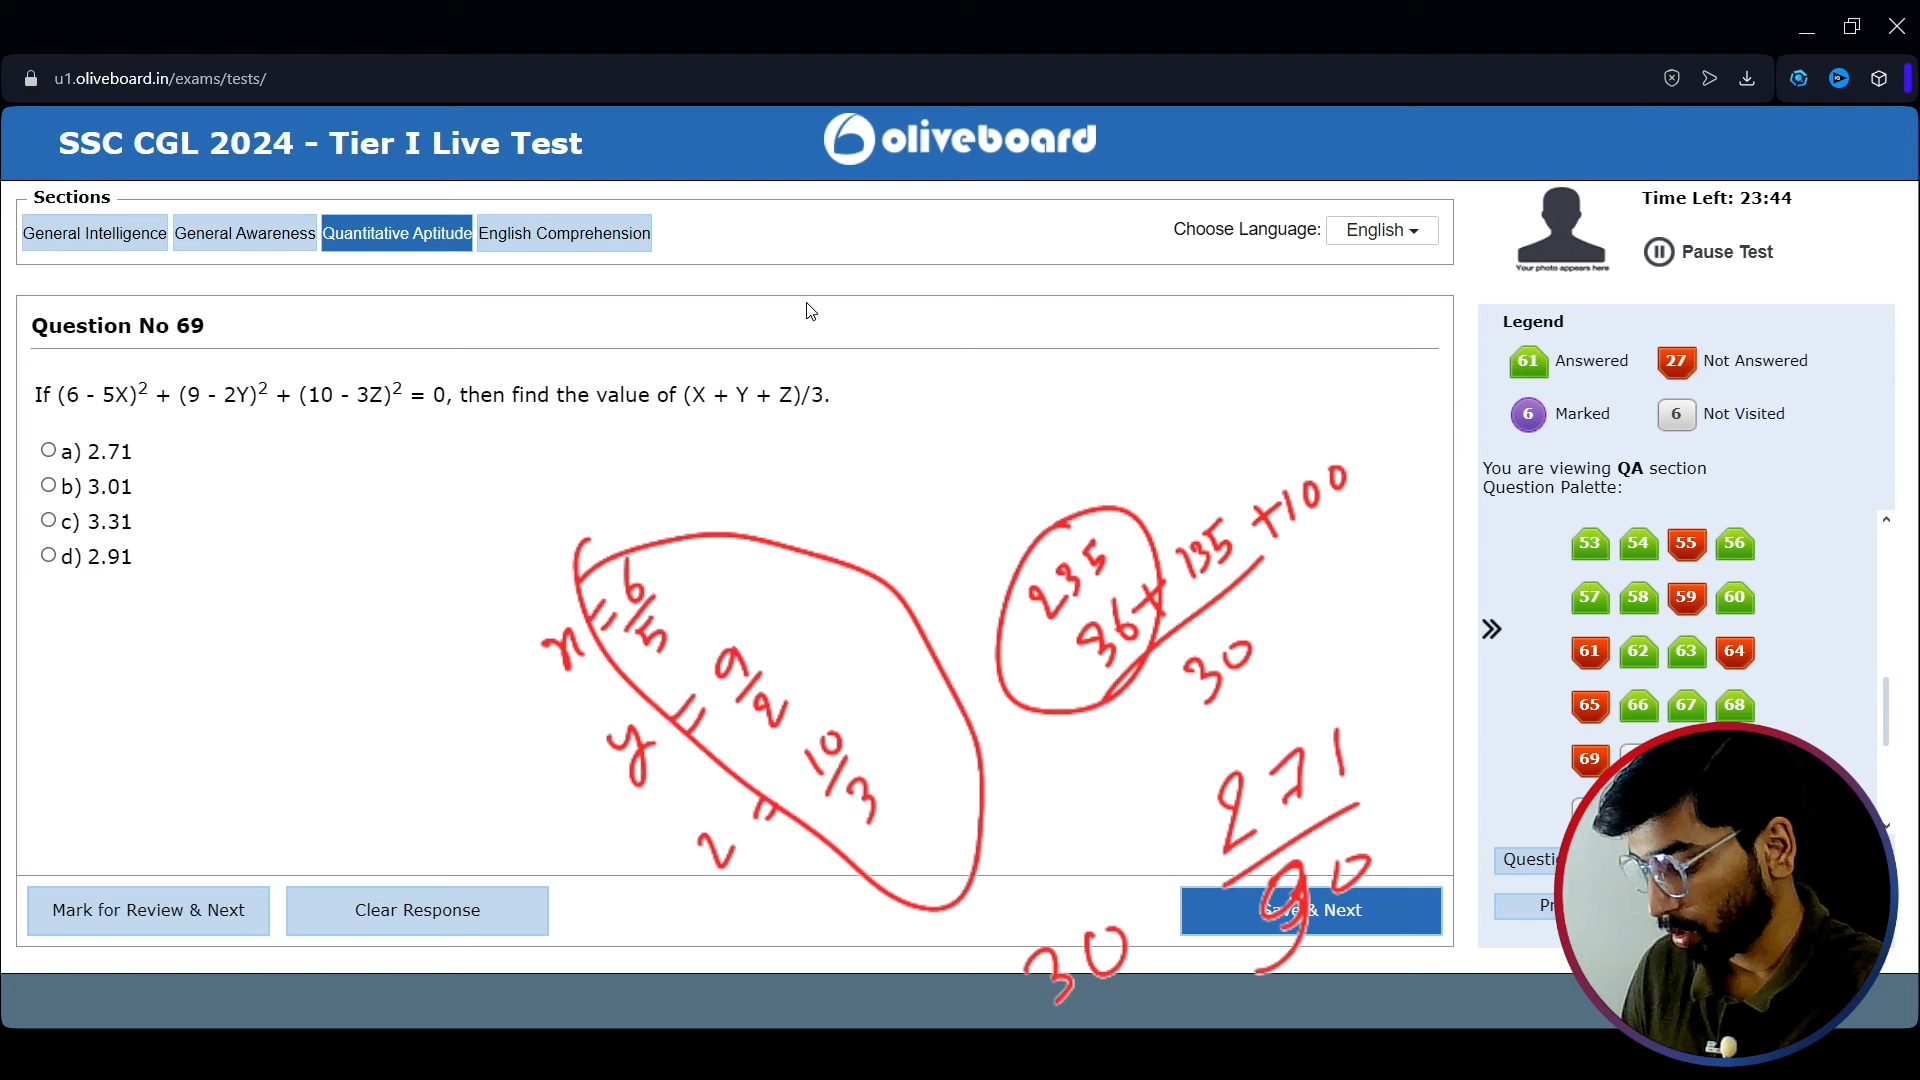 u1.oliveboard.in/exams/tests/
SSC CGL 2024 - Tier I Live Test
oliveboard
Sections
General Intelligence
General Awareness
Quantitative Aptitude
English Comprehension
Choose Language:
English
Your photo appears here
Time Left: 23:44
Pause Test
Question No 69
If (6 - 5X)² + (9 - 2Y)² + (10 - 3Z)² = 0, then find the value of (X + Y + Z)/3.
a) 2.71
b) 3.01
c) 3.31
d) 2.91
x = 6/5
y = 9/2
z = 10/3
235
36 + 135 + 100
30
271
90
30
Mark for Review & Next
Clear Response
Save & Next
Legend
61 Answered
27 Not Answered
6 Marked
6 Not Visited
You are viewing QA section
Question Palette:
53 54 55 56
57 58 59 60
61 62 63 64
65 66 67 68
69